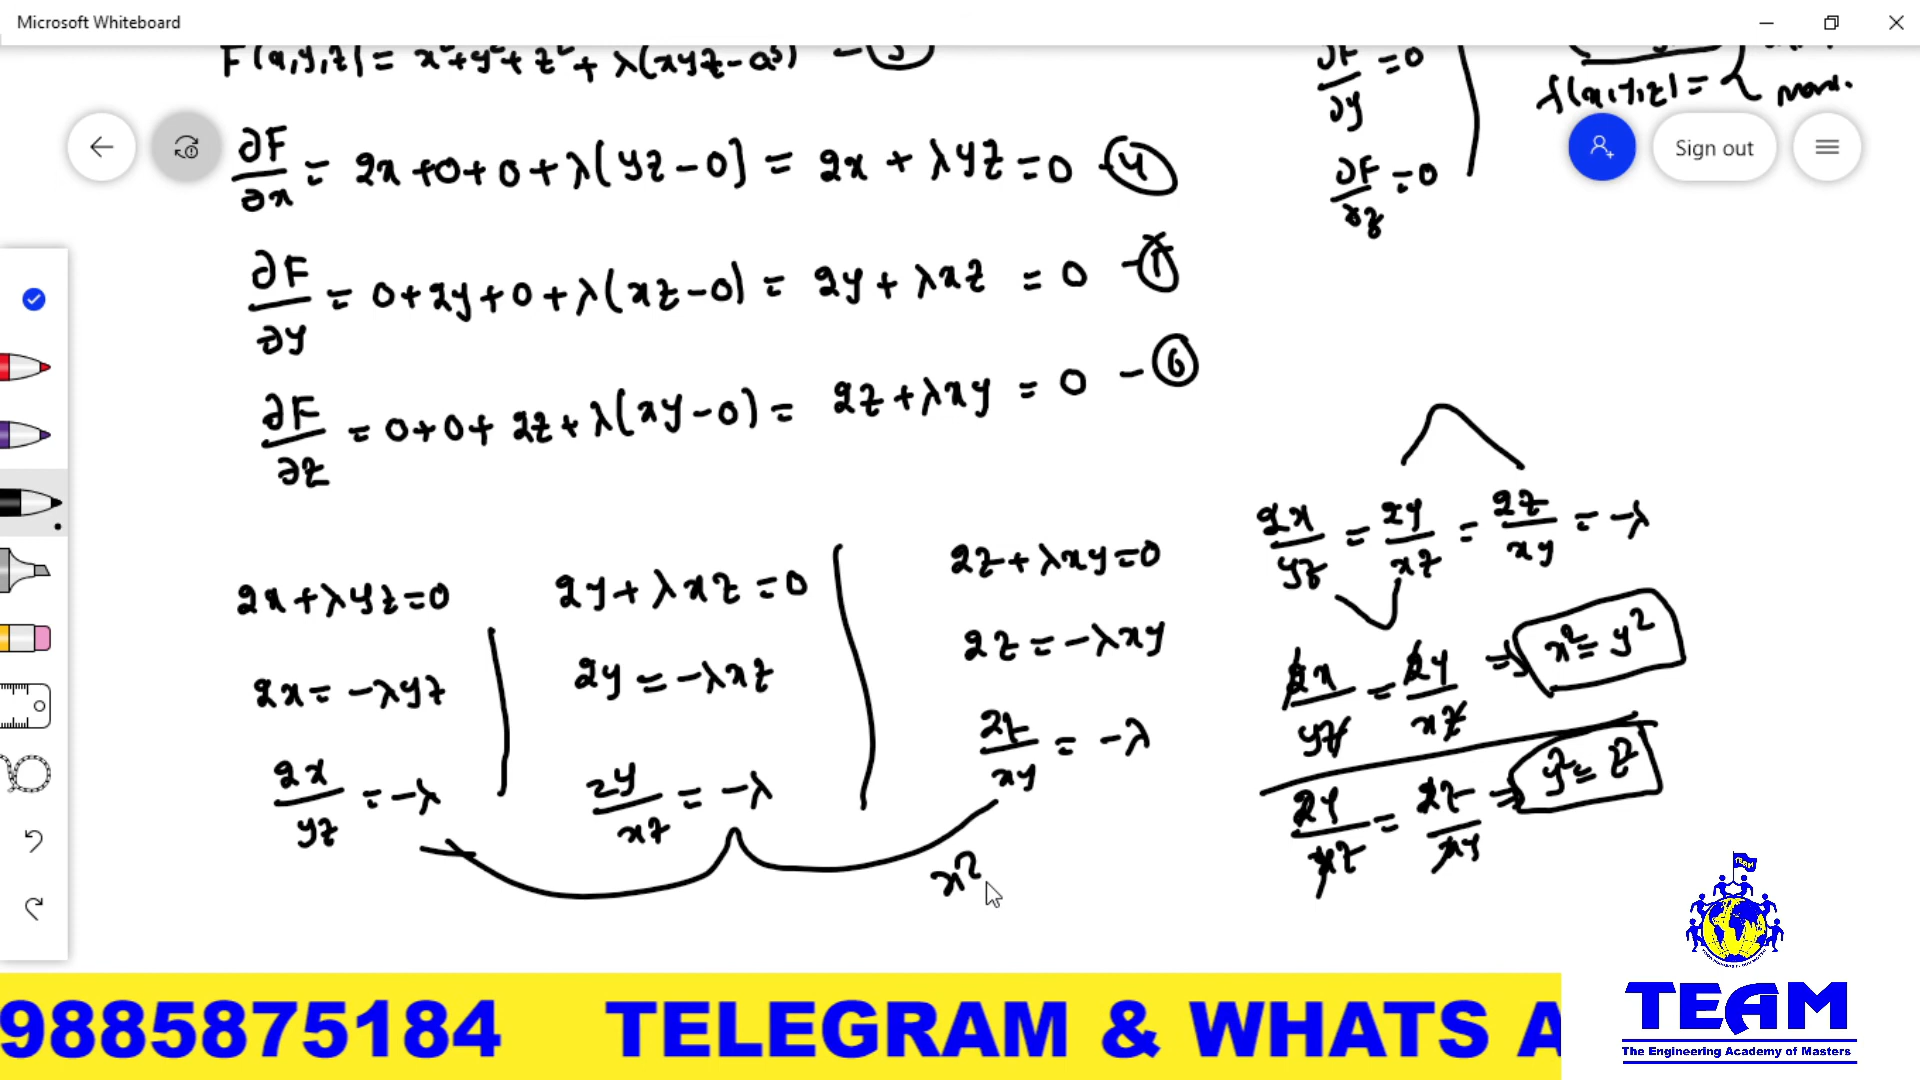 Microsoft Whiteboard
F(x,y,z) = x²+y²+z²+ λ(xyz-a³) -③
∂F/∂y =0
f(x,y,z) =
∂F/∂x = 2x+0+0+λ(yz-0) = 2x+λyz=0 -④
Sign out
∂F/∂z =0
∂F/∂y = 0+2y+0+λ(xz-0) = 2y+λxz = 0 -⑤
∂F/∂z = 0+0+2z+λ(xy-0) = 2z+λxy = 0 -⑥
2x+λyz=0
2x=-λyz
2x/yz = -λ
2y+λxz=0
2y=-λxz
2y/xz = -λ
2z+λxy=0
2z=-λxy
2z/xy = -λ
x²
2x/yz = 2y/xz = 2z/xy = -λ
2x/yz = 2y/xz ⇒ x²=y²
2y/xz = 2z/xy ⇒ y²=z²
9885875184 TELEGRAM & WHATS A
TEAM
The Engineering Academy of Masters